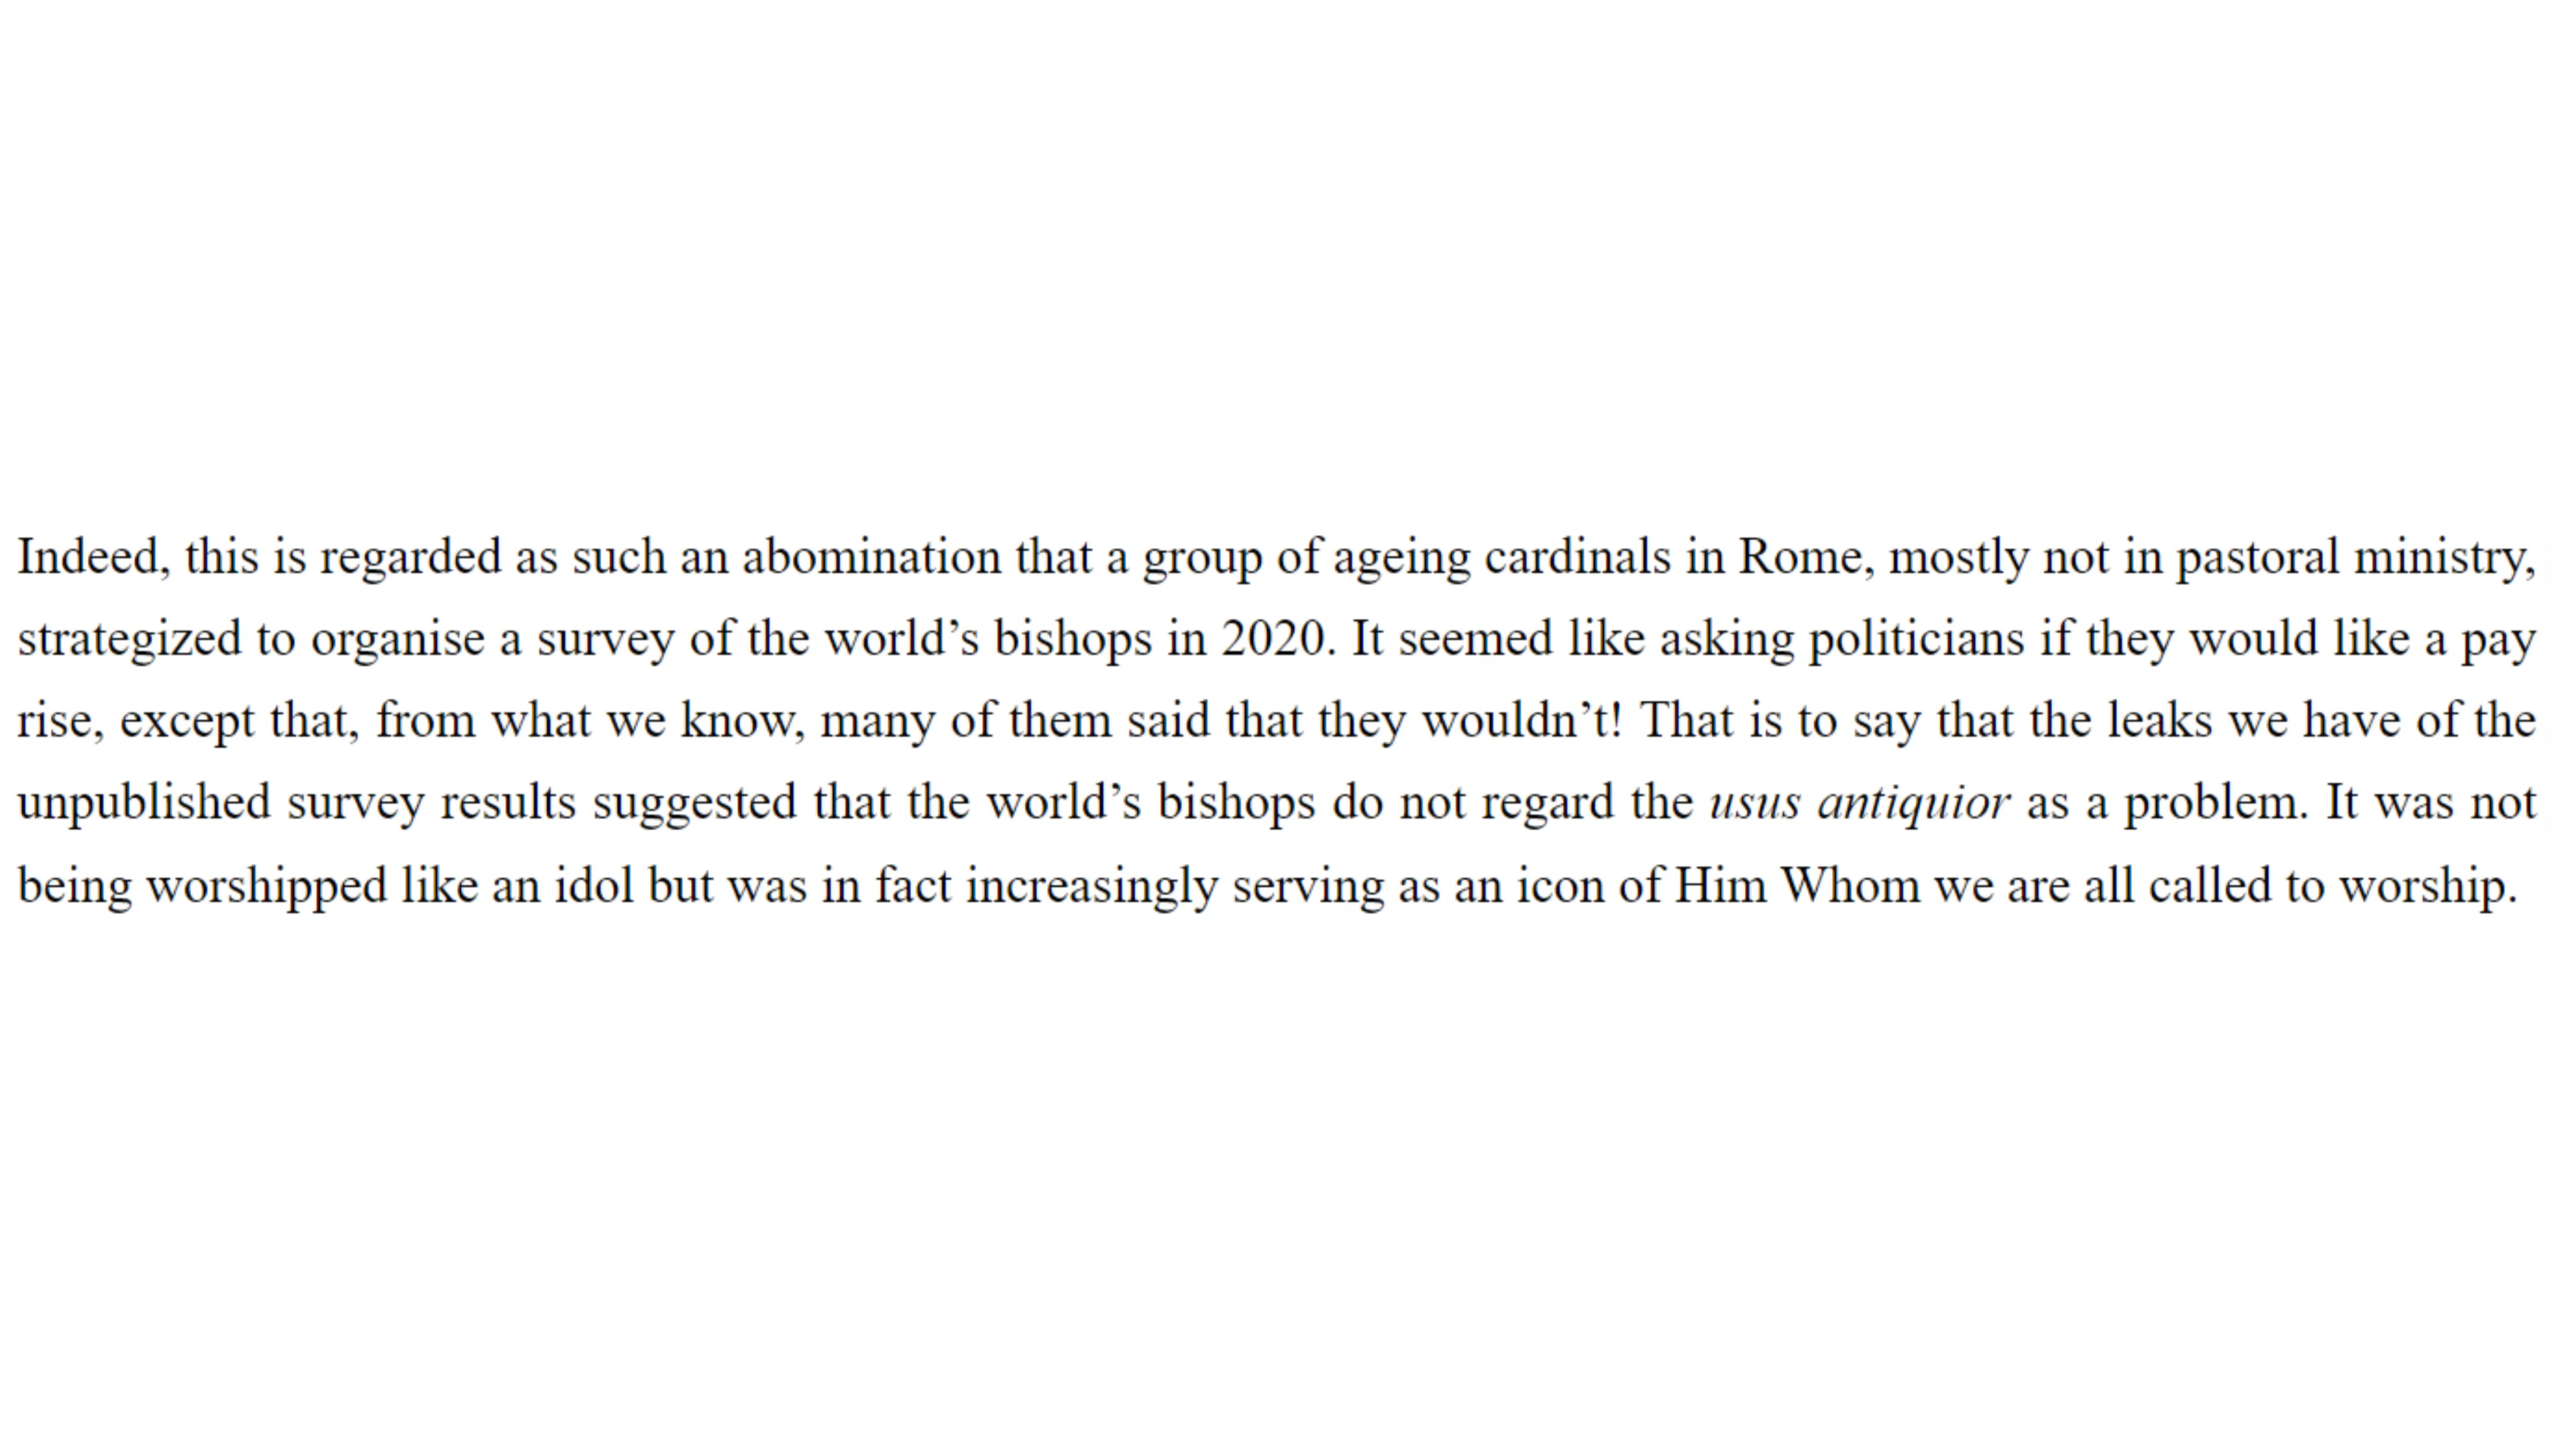 Indeed, this is regarded as such an abomination that a group of ageing cardinals in Rome, mostly not in pastoral ministry,
strategized to organise a survey of the world’s bishops in 2020. It seemed like asking politicians if they would like a pay
rise, except that, from what we know, many of them said that they wouldn’t! That is to say that the leaks we have of the
unpublished survey results suggested that the world’s bishops do not regard the usus antiquior as a problem. It was not
being worshipped like an idol but was in fact increasingly serving as an icon of Him Whom we are all called to worship.